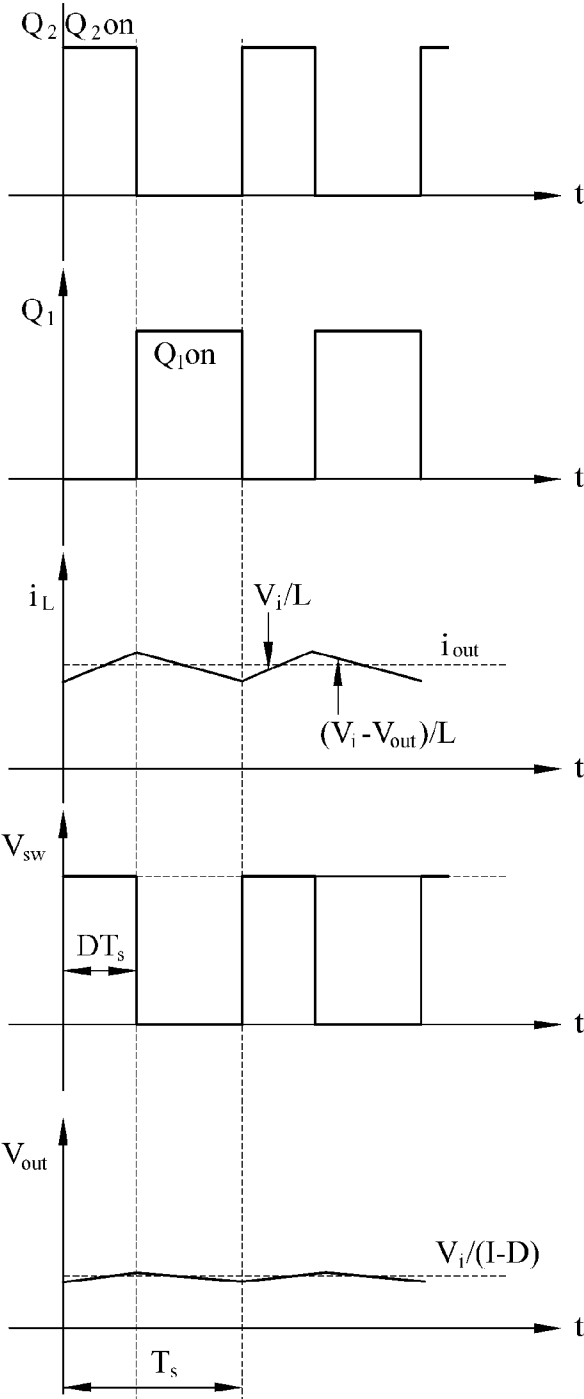 Q2 Q2on
t
Q1
Q1on
t
iL
Vi/L
iout
(Vi-Vout)/L
t
Vsw
DTs
t
Vout
Vi/(I-D)
t
Ts